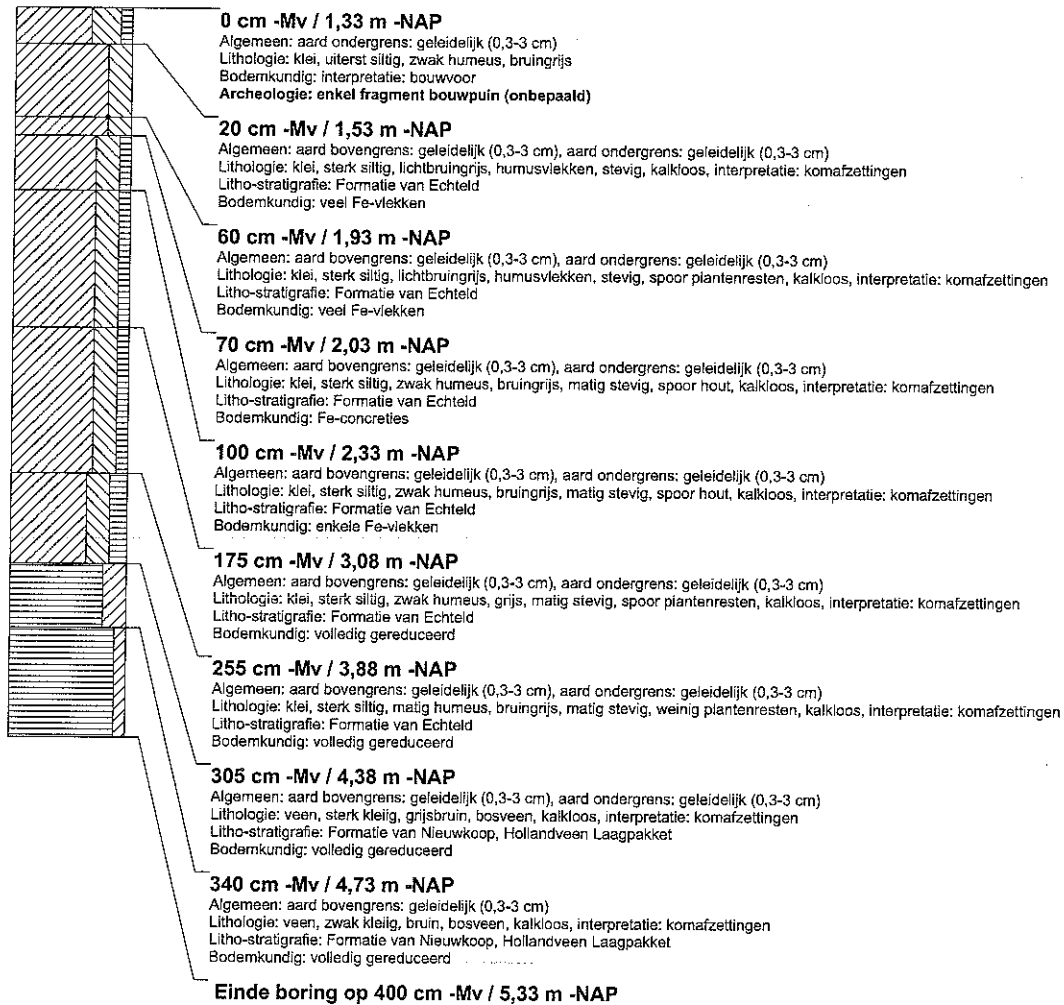 0 cm -Mv / 1,33 m -NAP
Algemeen: aard ondergrens: geleidelijk (0,3-3 cm)
Lithologie: klei, uiterst siltig, zwak humeus, bruingrijs
Bodemkundig: interpretatie: bouwvoor
Archeologie: enkel fragment bouwpuin (onbepaald)
20 cm -Mv / 1,53 m -NAP
Algemeen: aard bovengrens: geleidelijk (0,3-3 cm), aard ondergrens: geleidelijk (0,3-3 cm)
Lithologie: klei, sterk siltig, lichtbruingrijs, humusvlekken, stevig, kalkloos, interpretatie: komafzettingen
Litho-stratigrafie: Formatie van Echteld
Bodemkundig: veel Fe-vlekken
60 cm -Mv / 1,93 m -NAP
Algemeen: aard bovengrens: geleidelijk (0,3-3 cm), aard ondergrens: geleidelijk (0,3-3 cm)
Lithologie: klei, sterk siltig, lichtbruingrijs, humusvlekken, stevig, spoor plantenresten, kalkloos, interpretatie: komafzettingen
Litho-stratigrafie: Formatie van Echteld
Bodemkundig: veel Fe-vlekken
70 cm -Mv / 2,03 m -NAP
Algemeen: aard bovengrens: geleidelijk (0,3-3 cm), aard ondergrens: geleidelijk (0,3-3 cm)
Lithologie: klei, sterk siltig, zwak humeus, bruingrijs, matig stevig, spoor hout, kalkloos, interpretatie: komafzettingen
Litho-stratigrafie: Formatie van Echteld
Bodemkundig: Fe-concreties
100 cm -Mv / 2,33 m -NAP
Algemeen: aard bovengrens: geleidelijk (0,3-3 cm), aard ondergrens: geleidelijk (0,3-3 cm)
Lithologie: klei, sterk siltig, zwak humeus, bruingrijs, matig stevig, spoor hout, kalkloos, interpretatie: komafzettingen
Litho-stratigrafie: Formatie van Echteld
Bodemkundig: enkele Fe-vlekken
175 cm -Mv / 3,08 m -NAP
Algemeen: aard bovengrens: geleidelijk (0,3-3 cm), aard ondergrens: geleidelijk (0,3-3 cm)
Lithologie: klei, sterk siltig, zwak humeus, grijs, matig stevig, spoor plantenresten, kalkloos, interpretatie: komafzettingen
Litho-stratigrafie: Formatie van Echteld
Bodemkundig: volledig gereduceerd
255 cm -Mv / 3,88 m -NAP
Algemeen: aard bovengrens: geleidelijk (0,3-3 cm), aard ondergrens: geleidelijk (0,3-3 cm)
Lithologie: klei, sterk siltig, matig humeus, bruingrijs, matig stevig, weinig plantenresten, kalkloos, interpretatie: komafzettingen
Litho-stratigrafie: Formatie van Echteld
Bodemkundig: volledig gereduceerd
305 cm -Mv / 4,38 m -NAP
Algemeen: aard bovengrens: geleidelijk (0,3-3 cm), aard ondergrens: geleidelijk (0,3-3 cm)
Lithologie: veen, sterk kleiig, grijsbruin, bosveen, kalkloos, interpretatie: komafzettingen
Litho-stratigrafie: Formatie van Nieuwkoop, Hollandveen Laagpakket
Bodemkundig: volledig gereduceerd
340 cm -Mv / 4,73 m -NAP
Algemeen: aard bovengrens: geleidelijk (0,3-3 cm)
Lithologie: veen, zwak kleiig, bruin, bosveen, kalkloos, interpretatie: komafzettingen
Litho-stratigrafie: Formatie van Nieuwkoop, Hollandveen Laagpakket
Bodemkundig: volledig gereduceerd
Einde boring op 400 cm -Mv / 5,33 m -NAP